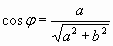 cos φ = a / √(a² + b²)